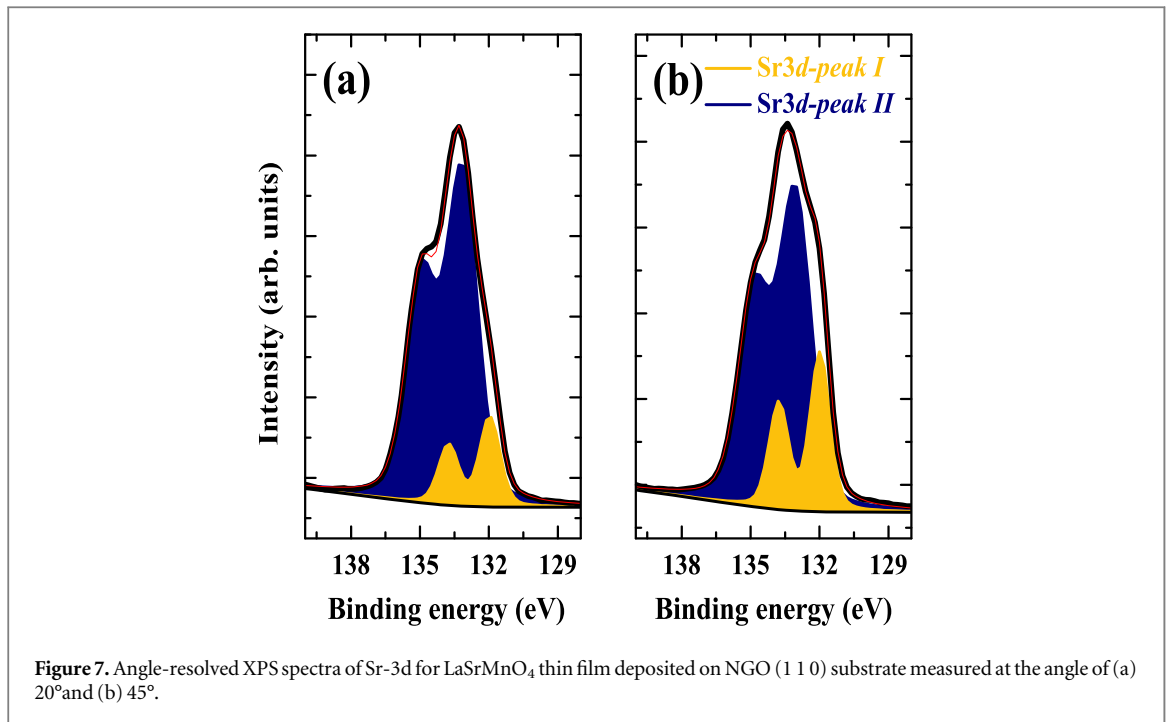 (a)
(b)
Sr3d-peak I
Sr3d-peak II
Intensity (arb. units)
138 135 132 129
138 135 132 129
Binding energy (eV)
Binding energy (eV)
Figure 7. Angle-resolved XPS spectra of Sr-3d for LaSrMnO₄ thin film deposited on NGO (1 1 0) substrate measured at the angle of (a)
20°and (b) 45°.